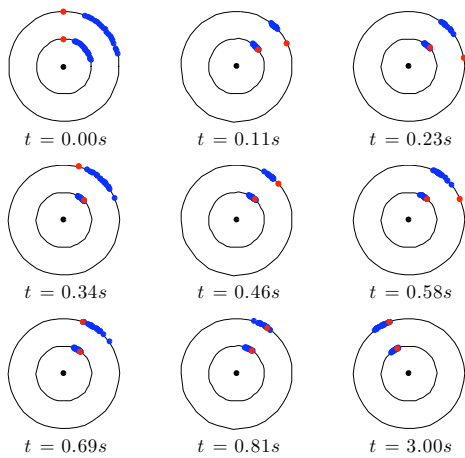 t = 0.00s
t = 0.11s
t = 0.23s
t = 0.34s
t = 0.46s
t = 0.58s
t = 0.69s
t = 0.81s
t = 3.00s